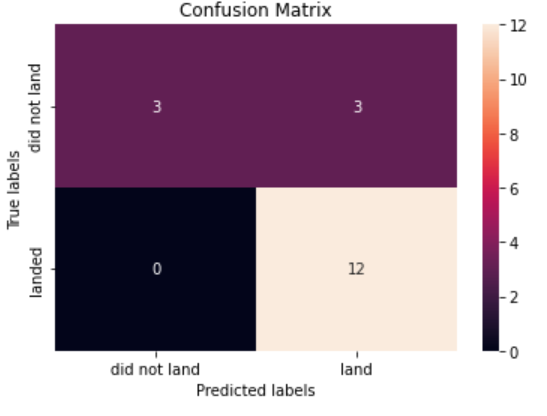 Confusion Matrix
True labels
did not land
3 3
landed
0 12
did not land land
Predicted labels
12
10
8
6
4
2
0